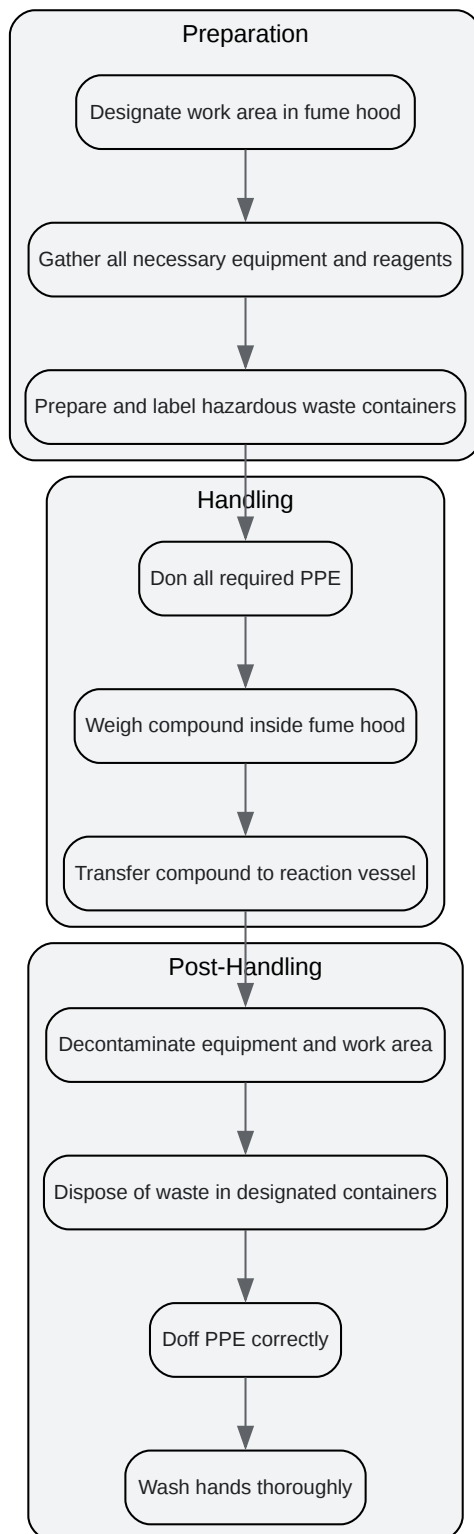 Preparation
Designate work area in fume hood
Gather all necessary equipment and reagents
Prepare and label hazardous waste containers
Handling
Don all required PPE
Weigh compound inside fume hood
Transfer compound to reaction vessel
Post-Handling
Decontaminate equipment and work area
Dispose of waste in designated containers
Doff PPE correctly
Wash hands thoroughly